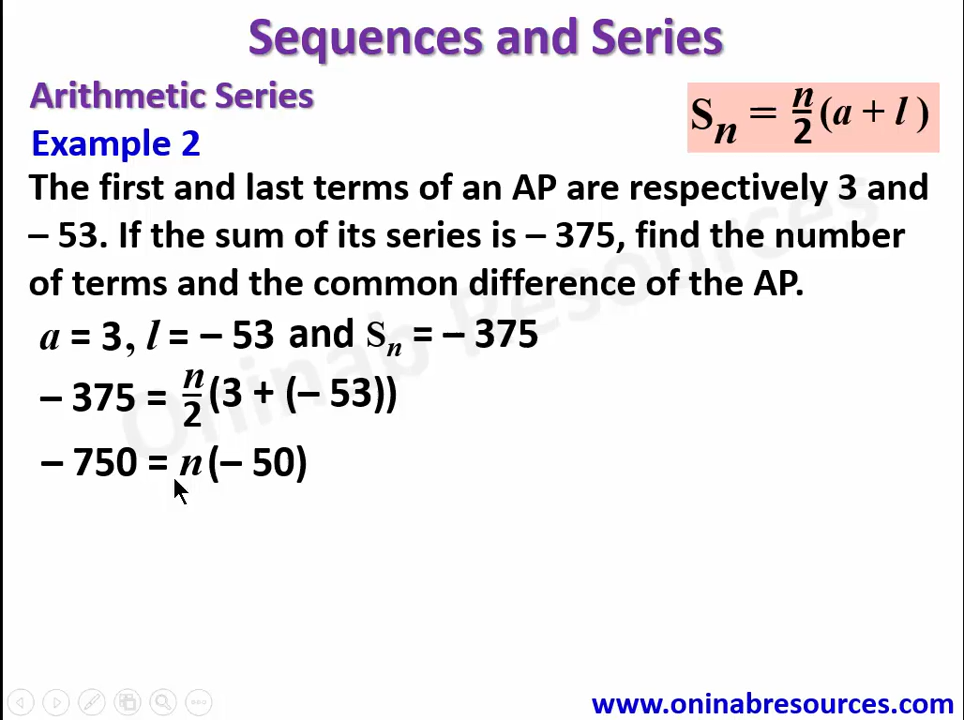 Sequences and Series
Arithmetic Series
Sₙ = n/2 (a + l)
Example 2
The first and last terms of an AP are respectively 3 and
– 53. If the sum of its series is – 375, find the number
of terms and the common difference of the AP.
a = 3, l = – 53 and Sₙ = – 375
– 375 = n/2 (3 + (– 53))
– 750 = n(– 50)
Oninab Resources
www.oninabresources.com